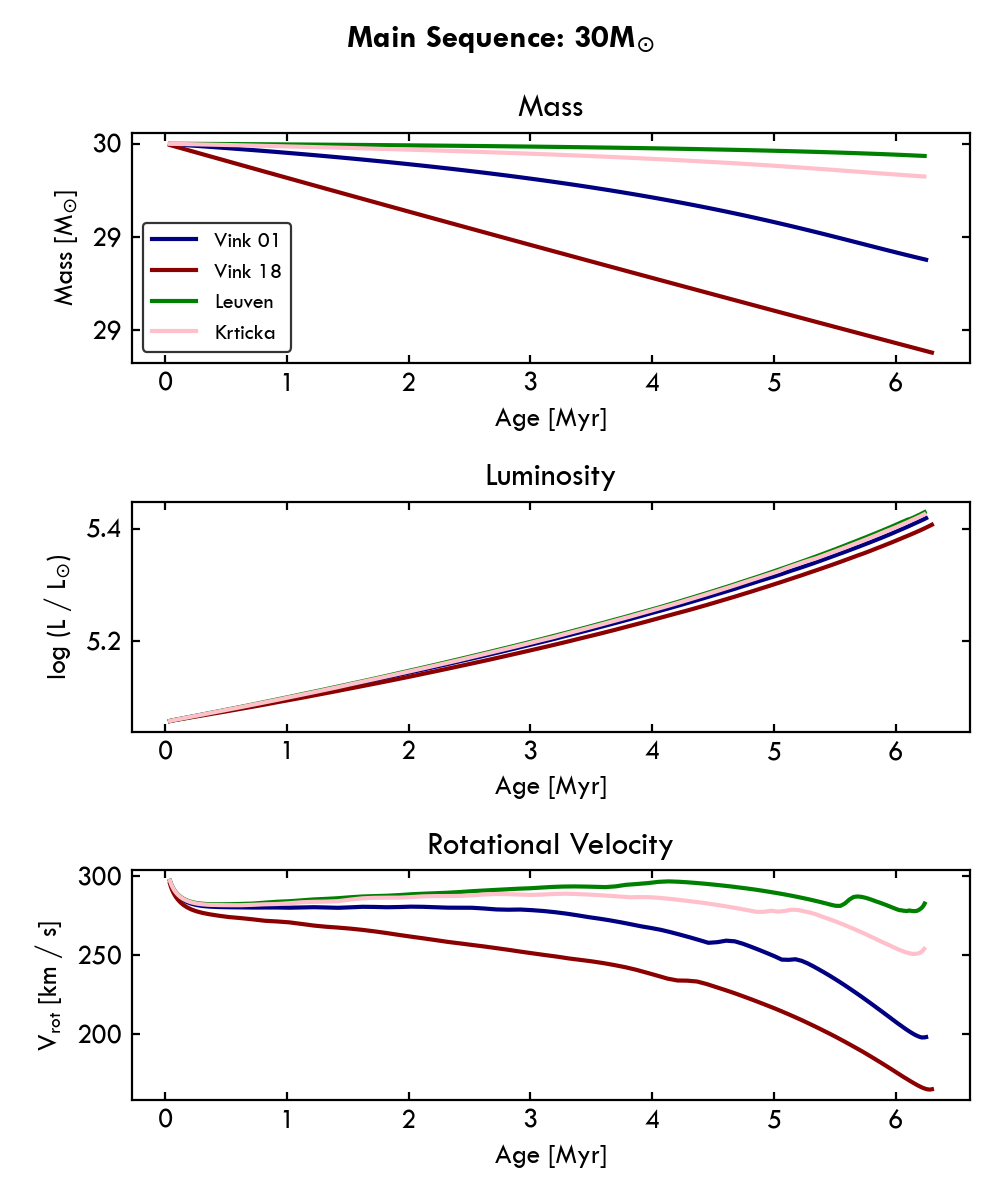 Main Sequence: 30M☉
Mass
30
29
29
Mass [M☉]
Vink 01
Vink 18
Leuven
Krticka
0 1 2 3 4 5 6
Age [Myr]
Luminosity
5.4
5.2
log (L / L☉)
0 1 2 3 4 5 6
Age [Myr]
Rotational Velocity
300
250
200
Vrot [km / s]
0 1 2 3 4 5 6
Age [Myr]